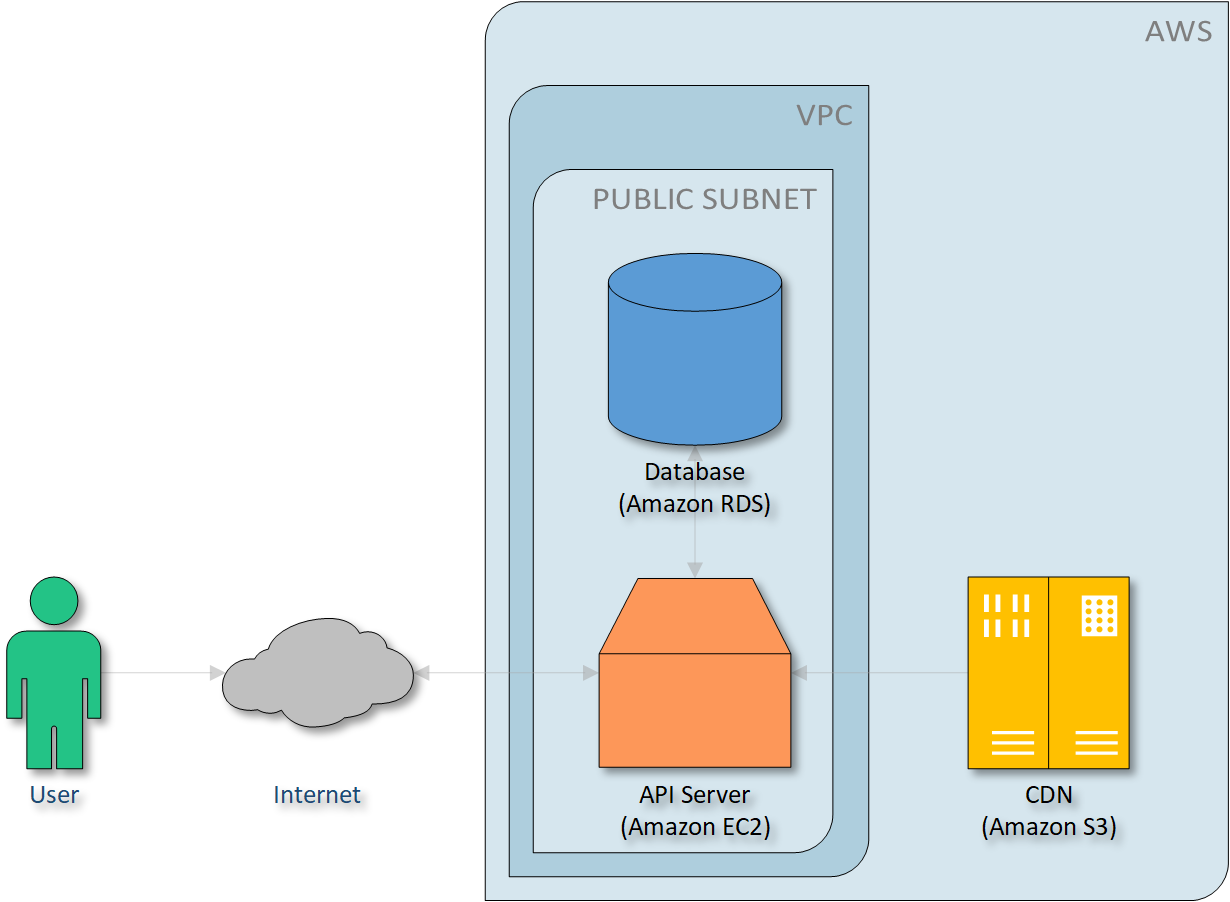 AWS
VPC
PUBLIC SUBNET
Database
(Amazon RDS)
User
Internet
API Server
(Amazon EC2)
CDN
(Amazon S3)